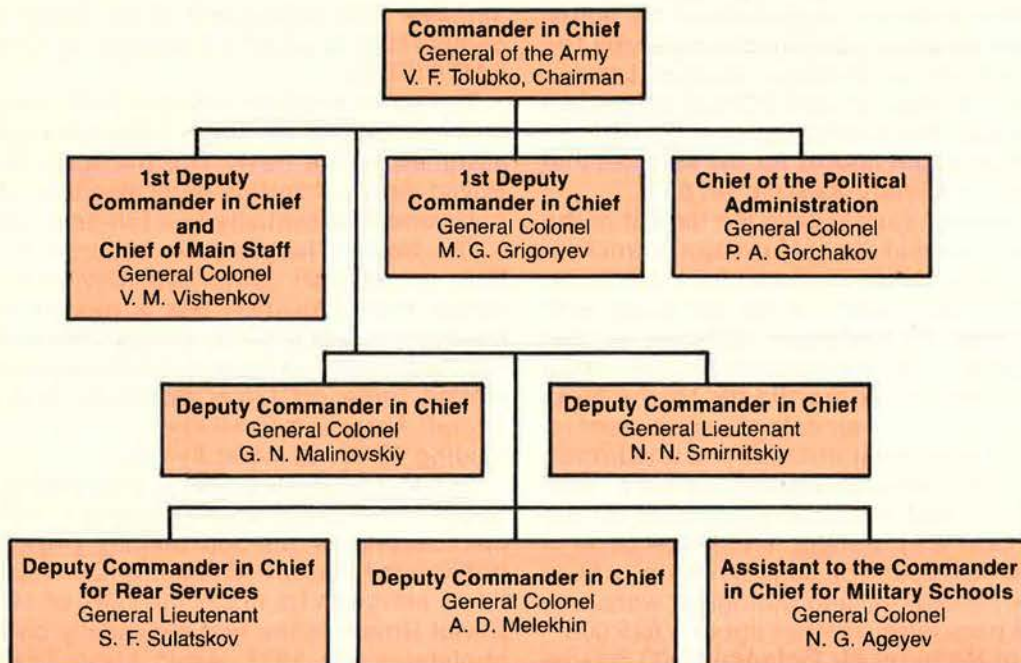 Commander in Chief
General of the Army
V. F. Tolubko, Chairman
1st Deputy
Commander in Chief
and
Chief of Main Staff
General Colonel
V. M. Vishenkov
1st Deputy
Commander in Chief
General Colonel
M. G. Grigoryev
Chief of the Political
Administration
General Colonel
P. A. Gorchakov
Deputy Commander in Chief
General Colonel
G. N. Malinovskiy
Deputy Commander in Chief
General Lieutenant
N. N. Smirnitskiy
Deputy Commander in Chief
for Rear Services
General Lieutenant
S. F. Sulatskov
Deputy Commander in Chief
General Colonel
A. D. Melekhin
Assistant to the Commander
in Chief for Military Schools
General Colonel
N. G. Ageyev